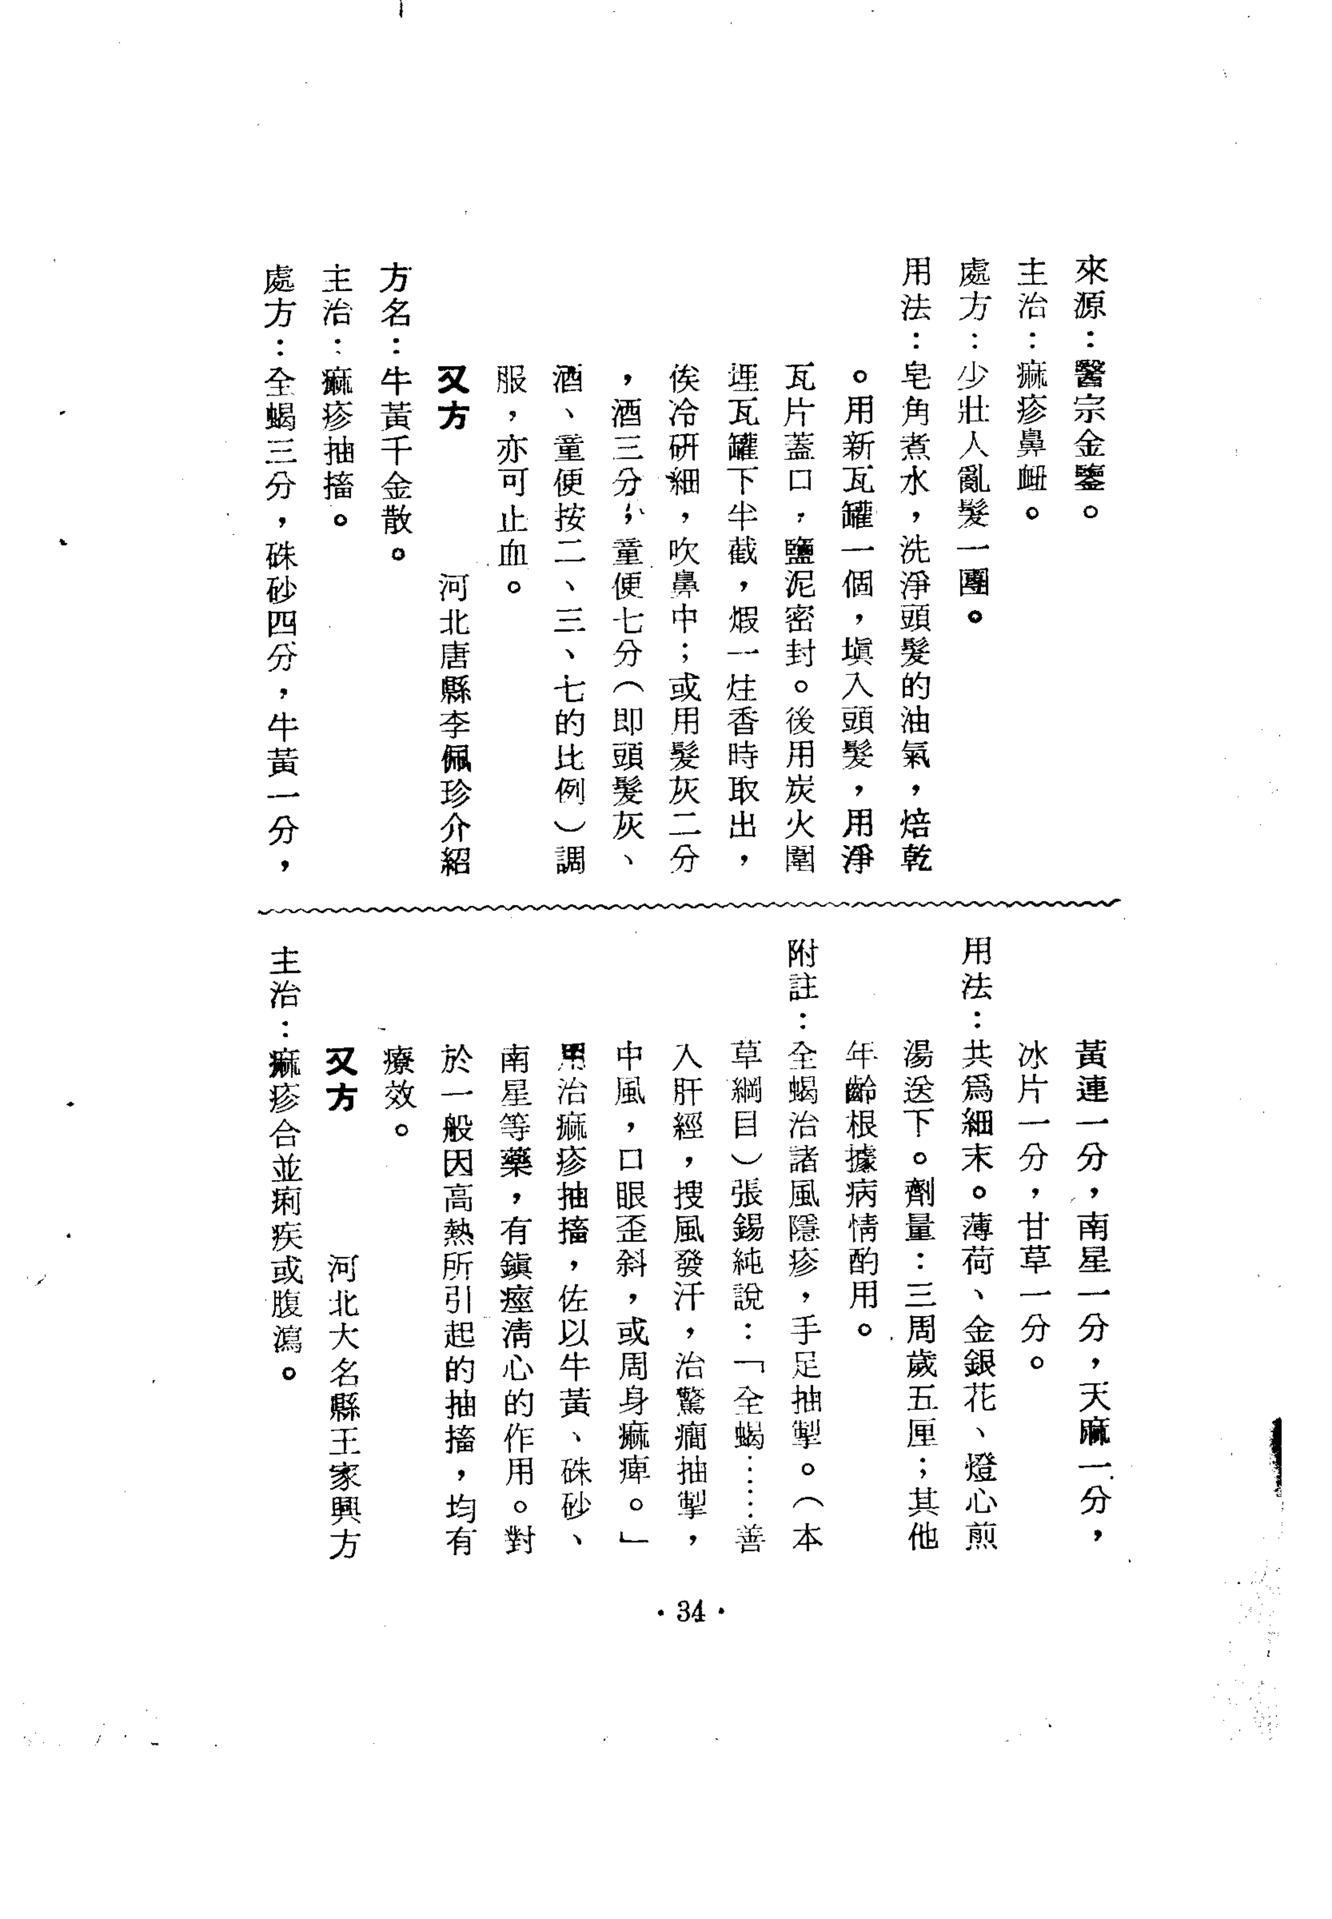 來源：醫宗金鑒。
主治：痲疹鼻衄。
處方：少壯人亂髮一團。
用法：皂角煮水，洗淨頭髮的油氣，焙乾
。用新瓦罐一個，塡入頭髮，用淨
瓦片蓋口，鹽泥密封。後用炭火圍
埋瓦罐下半截，煅一炷香時取出，
俟冷研細，吹鼻中；或用髮灰二分
，酒三分，童便七分（即頭髮灰、
酒、童便按二、三、七的比例）調
服，亦可止血。
又方　河北唐縣李佩珍介紹
方名：牛黃千金散。
主治：痲疹抽搐。
處方：全蝎三分，硃砂四分，牛黃一分，
黃連一分，南星一分，天麻一分，
冰片一分，甘草一分。
用法：共爲細末。薄荷、金銀花、燈心煎
湯送下。劑量：三周歲五厘；其他
年齡根據病情酌用。
附註：全蝎治諸風隱疹，手足抽掣。（本
草綱目）張錫純說：「全蝎……善
入肝經，搜風發汗，治驚癎抽掣，
中風，口眼歪斜，或周身痲痺。」
用治痲疹抽搐，佐以牛黃、硃砂、
南星等藥，有鎭痙淸心的作用。對
於一般因高熱所引起的抽搐，均有
療效。
又方　河北大名縣王家興方
主治：痲疹合並痢疾或腹瀉。
·34·